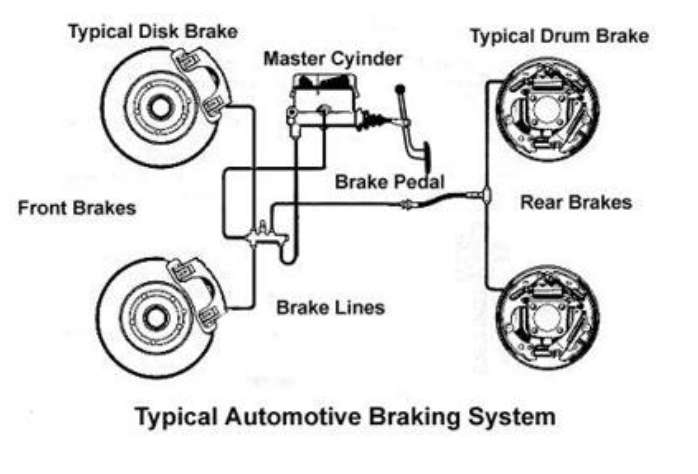 Typical Disk Brake
Master Cyinder
Typical Drum Brake
Brake Pedal
Front Brakes
Rear Brakes
Brake Lines
Typical Automotive Braking System